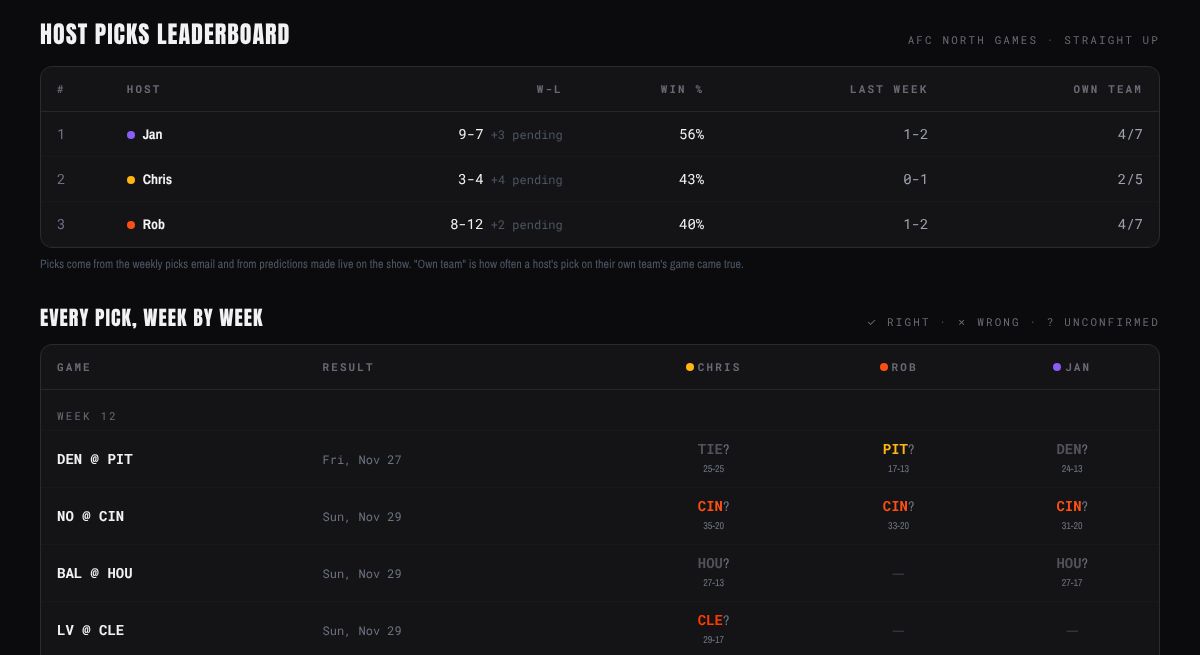 HOST PICKS LEADERBOARD
AFC NORTH GAMES · STRAIGHT UP
# HOST W-L WIN % LAST WEEK OWN TEAM
1 Jan 9-7 +3 pending 56% 1-2 4/7
2 Chris 3-4 +4 pending 43% 0-1 2/5
3 Rob 8-12 +2 pending 40% 1-2 4/7
Picks come from the weekly picks email and from predictions made live on the show. "Own team" is how often a host's pick on their own team's game came true.
EVERY PICK, WEEK BY WEEK
✓ RIGHT · × WRONG · ? UNCONFIRMED
GAME RESULT CHRIS ROB JAN
WEEK 12
DEN @ PIT Fri, Nov 27 TIE? PIT? DEN?
25-25 17-13 24-13
NO @ CIN Sun, Nov 29 CIN? CIN? CIN?
35-20 33-20 31-20
BAL @ HOU Sun, Nov 29 HOU? — HOU?
27-13 27-17
LV @ CLE Sun, Nov 29 CLE? — —
29-17